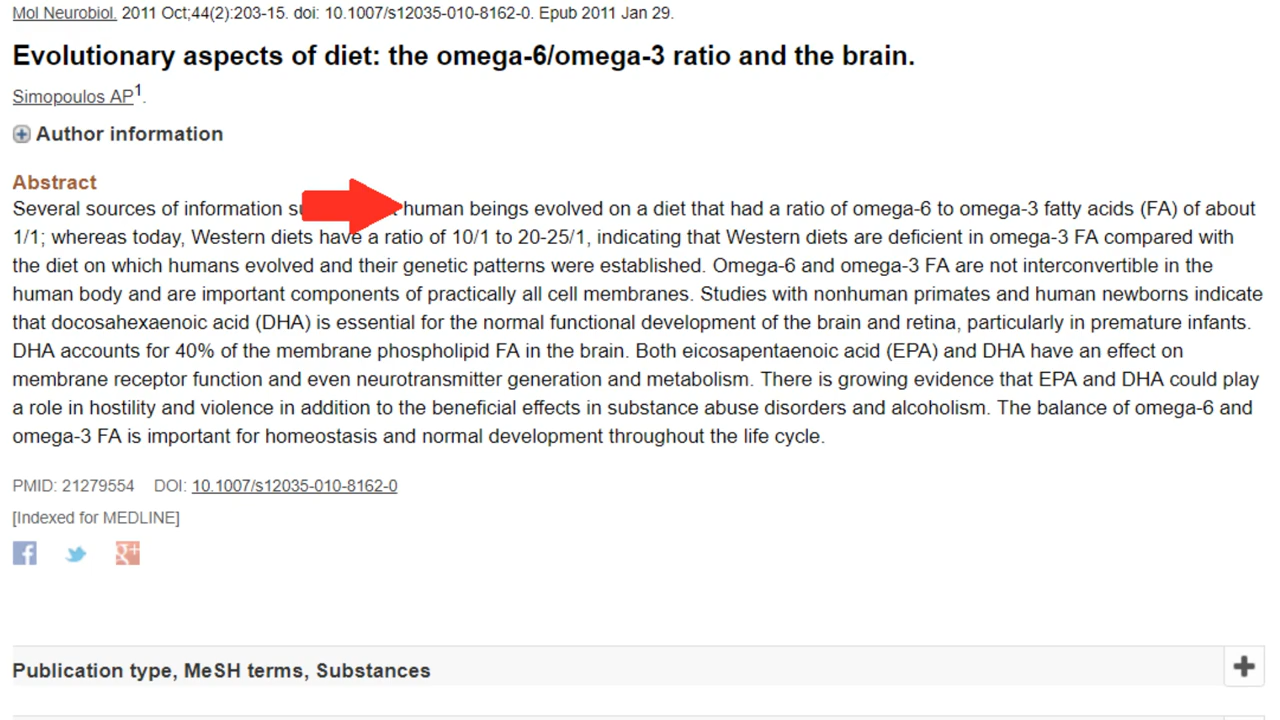 Mol Neurobiol. 2011 Oct;44(2):203-15. doi: 10.1007/s12035-010-8162-0. Epub 2011 Jan 29.
Evolutionary aspects of diet: the omega-6/omega-3 ratio and the brain.
Simopoulos AP1.
Author information
Abstract
Several sources of information human beings evolved on a diet that had a ratio of omega-6 to omega-3 fatty acids (FA) of about
1/1; whereas today, Western diets have a ratio of 10/1 to 20-25/1, indicating that Western diets are deficient in omega-3 FA compared with
the diet on which humans evolved and their genetic patterns were established. Omega-6 and omega-3 FA are not interconvertible in the
human body and are important components of practically all cell membranes. Studies with nonhuman primates and human newborns indicate
that docosahexaenoic acid (DHA) is essential for the normal functional development of the brain and retina, particularly in premature infants.
DHA accounts for 40% of the membrane phospholipid FA in the brain. Both eicosapentaenoic acid (EPA) and DHA have an effect on
membrane receptor function and even neurotransmitter generation and metabolism. There is growing evidence that EPA and DHA could play
a role in hostility and violence in addition to the beneficial effects in substance abuse disorders and alcoholism. The balance of omega-6 and
omega-3 FA is important for homeostasis and normal development throughout the life cycle.
PMID: 21279554 DOI: 10.1007/s12035-010-8162-0
[Indexed for MEDLINE]
Publication type, MeSH terms, Substances